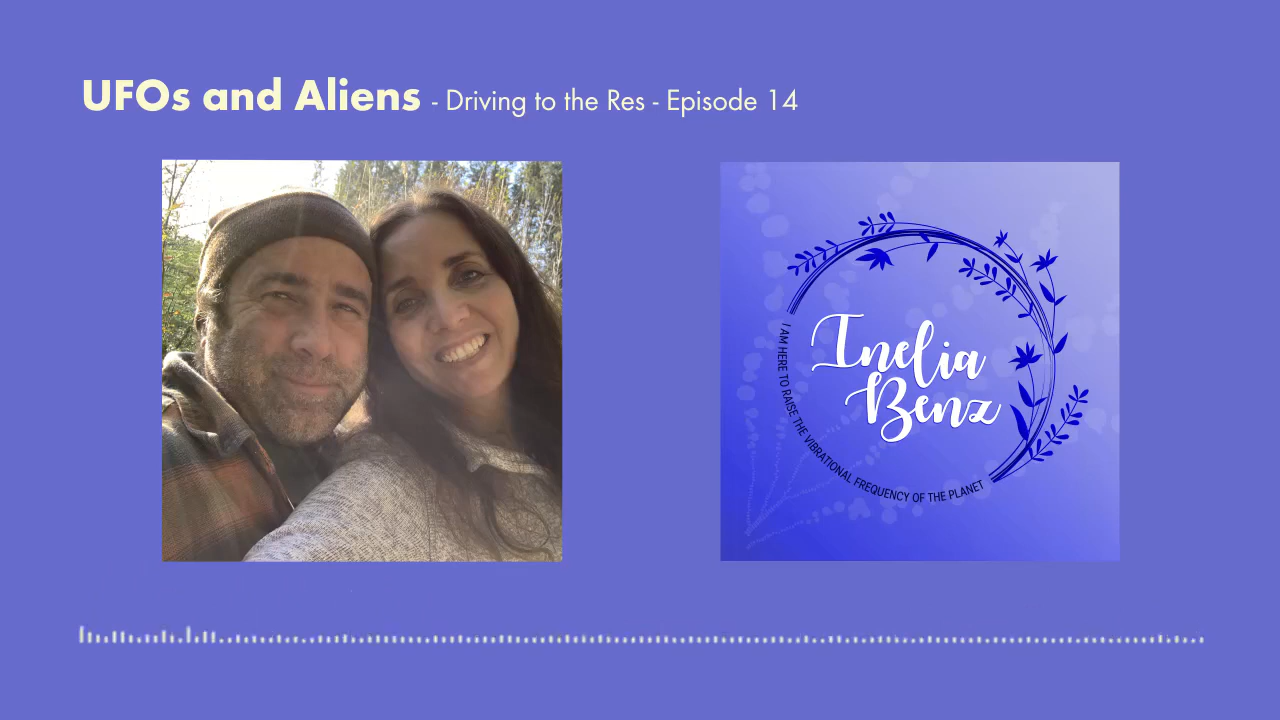 UFOs and Aliens - Driving to the Res - Episode 14
Inelia
Benz
I AM HERE TO RAISE THE VIBRATIONAL FREQUENCY OF THE PLANET